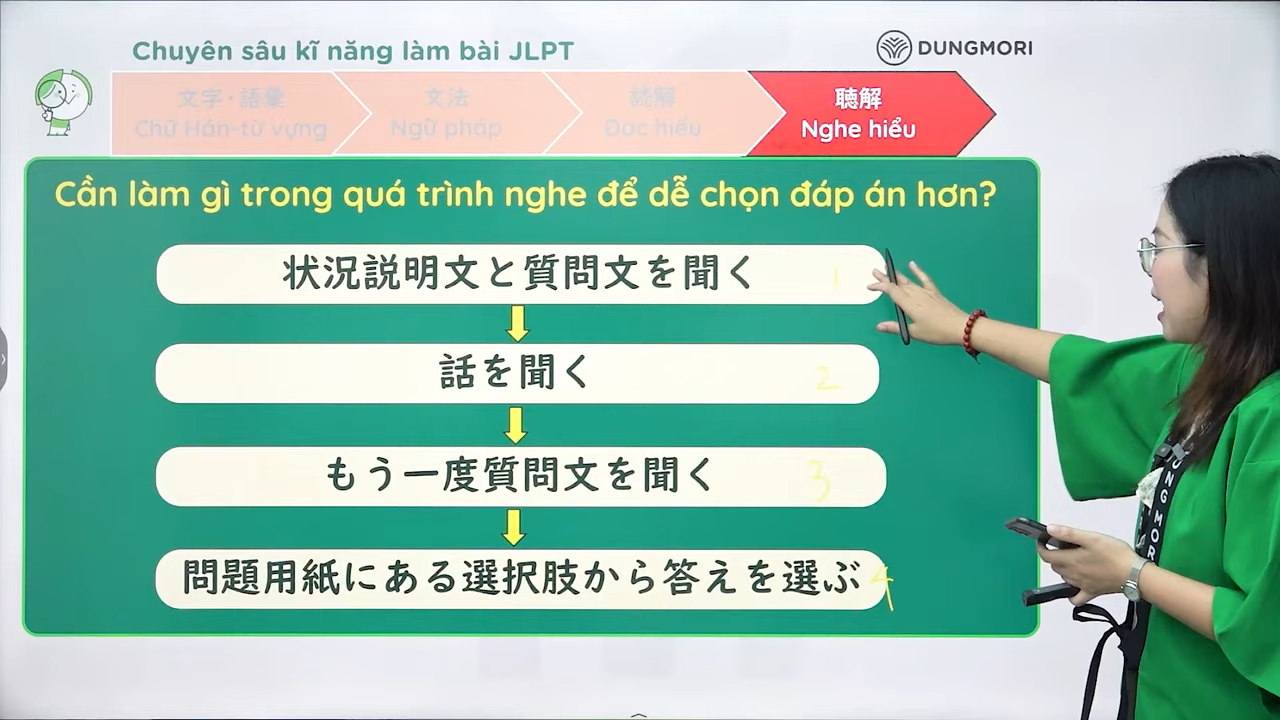 Chuyên sâu kĩ năng làm bài JLPT
DUNGMORI
文字・語彙
Chữ Hán-từ vựng
文法
Ngữ pháp
読解
Đọc hiểu
聴解
Nghe hiểu
Cần làm gì trong quá trình nghe để dễ chọn đáp án hơn?
状況説明文と質問文を聞く 1
話を聞く 2
もう一度質問文を聞く 3
問題用紙にある選択肢から答えを選ぶ 4